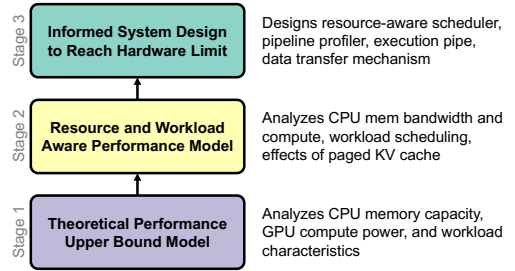 Stage 3
Informed System Design
to Reach Hardware Limit
Designs resource-aware scheduler,
pipeline profiler, execution pipe,
data transfer mechanism
Stage 2
Resource and Workload
Aware Performance Model
Analyzes CPU mem bandwidth and
compute, workload scheduling,
effects of paged KV cache
Stage 1
Theoretical Performance
Upper Bound Model
Analyzes CPU memory capacity,
GPU compute power, and workload
characteristics